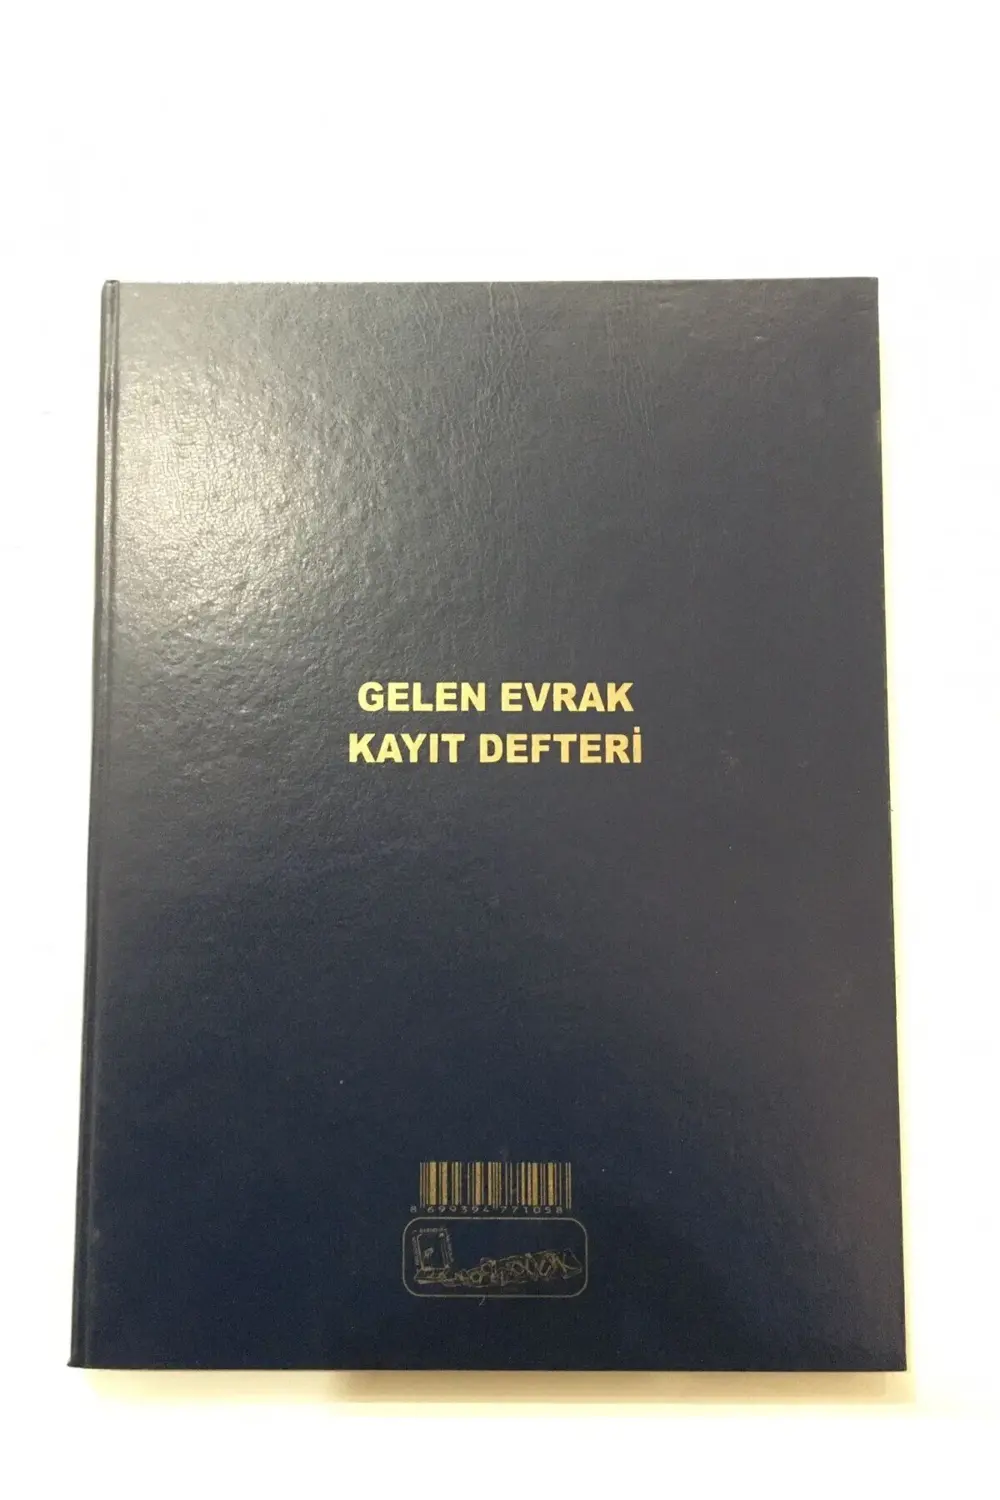 GELEN EVRAK
KAYIT DEFTERİ
8 699394 771058